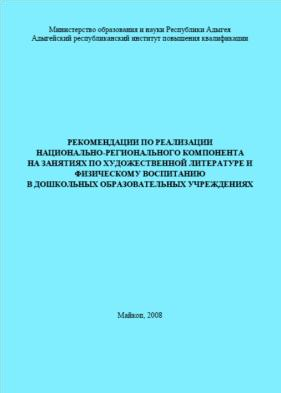 Министерство образования и науки Республики Адыгея
Адыгейский республиканский институт повышения квалификации
РЕКОМЕНДАЦИИ ПО РЕАЛИЗАЦИИ
НАЦИОНАЛЬНО-РЕГИОНАЛЬНОГО КОМПОНЕНТА
НА ЗАНЯТИЯХ ПО ХУДОЖЕСТВЕННОЙ ЛИТЕРАТУРЕ И
ФИЗИЧЕСКОМУ ВОСПИТАНИЮ
В ДОШКОЛЬНЫХ ОБРАЗОВАТЕЛЬНЫХ УЧРЕЖДЕНИЯХ
Майкоп, 2008